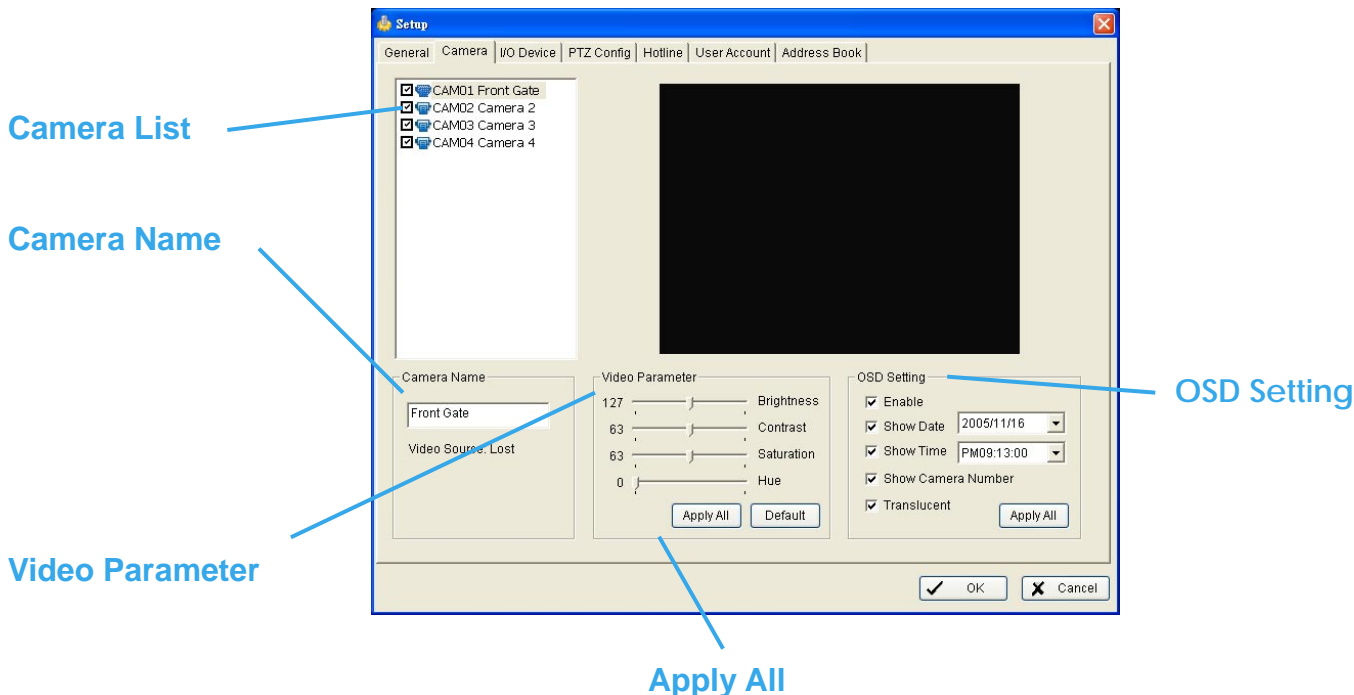 Setup
General Camera I/O Device PTZ Config Hotline User Account Address Book
CAM01 Front Gate
CAM02 Camera 2
CAM03 Camera 3
CAM04 Camera 4
Camera List
Camera Name
Camera Name
Front Gate
Video Source: Lost
Video Parameter
127 Brightness
63 Contrast
63 Saturation
0 Hue
Apply All Default
OSD Setting
Enable
Show Date 2005/11/16
Show Time PM09:13:00
Show Camera Number
Translucent Apply All
OSD Setting
Video Parameter
OK Cancel
Apply All